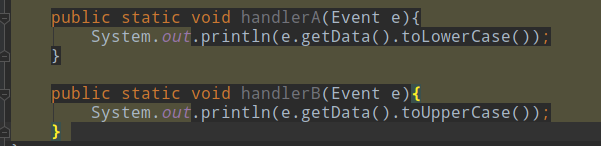 public static void handlerA(Event e){
System.out.println(e.getData().toLowerCase());
}
public static void handlerB(Event e){
System.out.println(e.getData().toUpperCase());
}